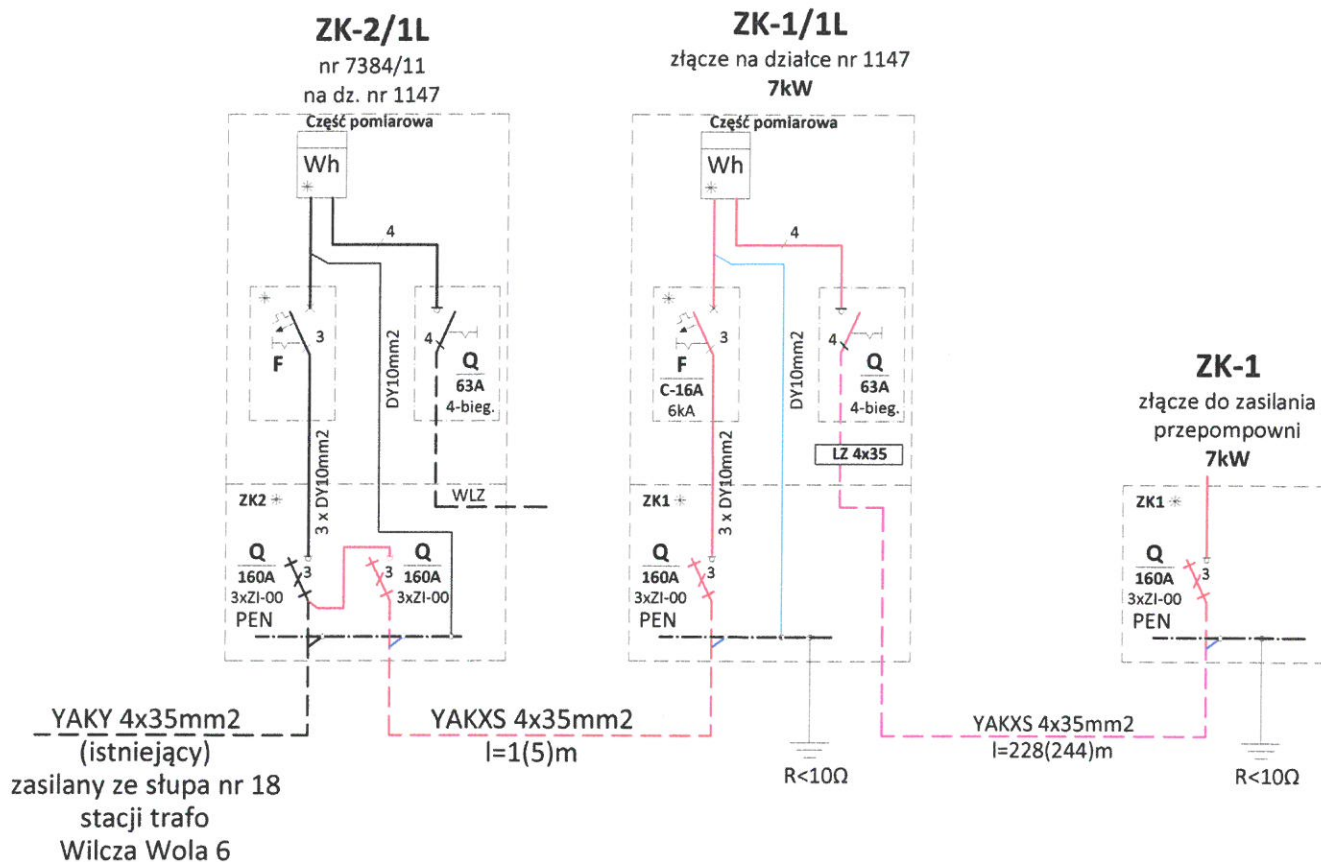 ZK-2/1L
nr 7384/11
na dz. nr 1147
Część pomiarowa
Wh
*
4
*
3
F
4
Q
63A
4-bieg.
DY10mm2
3 x DY10mm2
WLZ
ZK2 *
Q
160A
3xZI-00
3
PEN
Q
160A
3xZI-00
3
YAKY 4x35mm2
(istniejący)
zasilany ze słupa nr 18
stacji trafo
Wilcza Wola 6
ZK-1/1L
złącze na działce nr 1147
7kW
Część pomiarowa
Wh
*
4
*
3
F
C-16A
6kA
4
Q
63A
4-bieg.
DY10mm2
3 x DY10mm2
LZ 4x35
ZK1 *
Q
160A
3xZI-00
3
PEN
YAKXS 4x35mm2
l=1(5)m
R<10Ω
ZK-1
złącze do zasilania
przepompowni
7kW
ZK1 *
Q
160A
3xZI-00
3
PEN
YAKXS 4x35mm2
l=228(244)m
R<10Ω